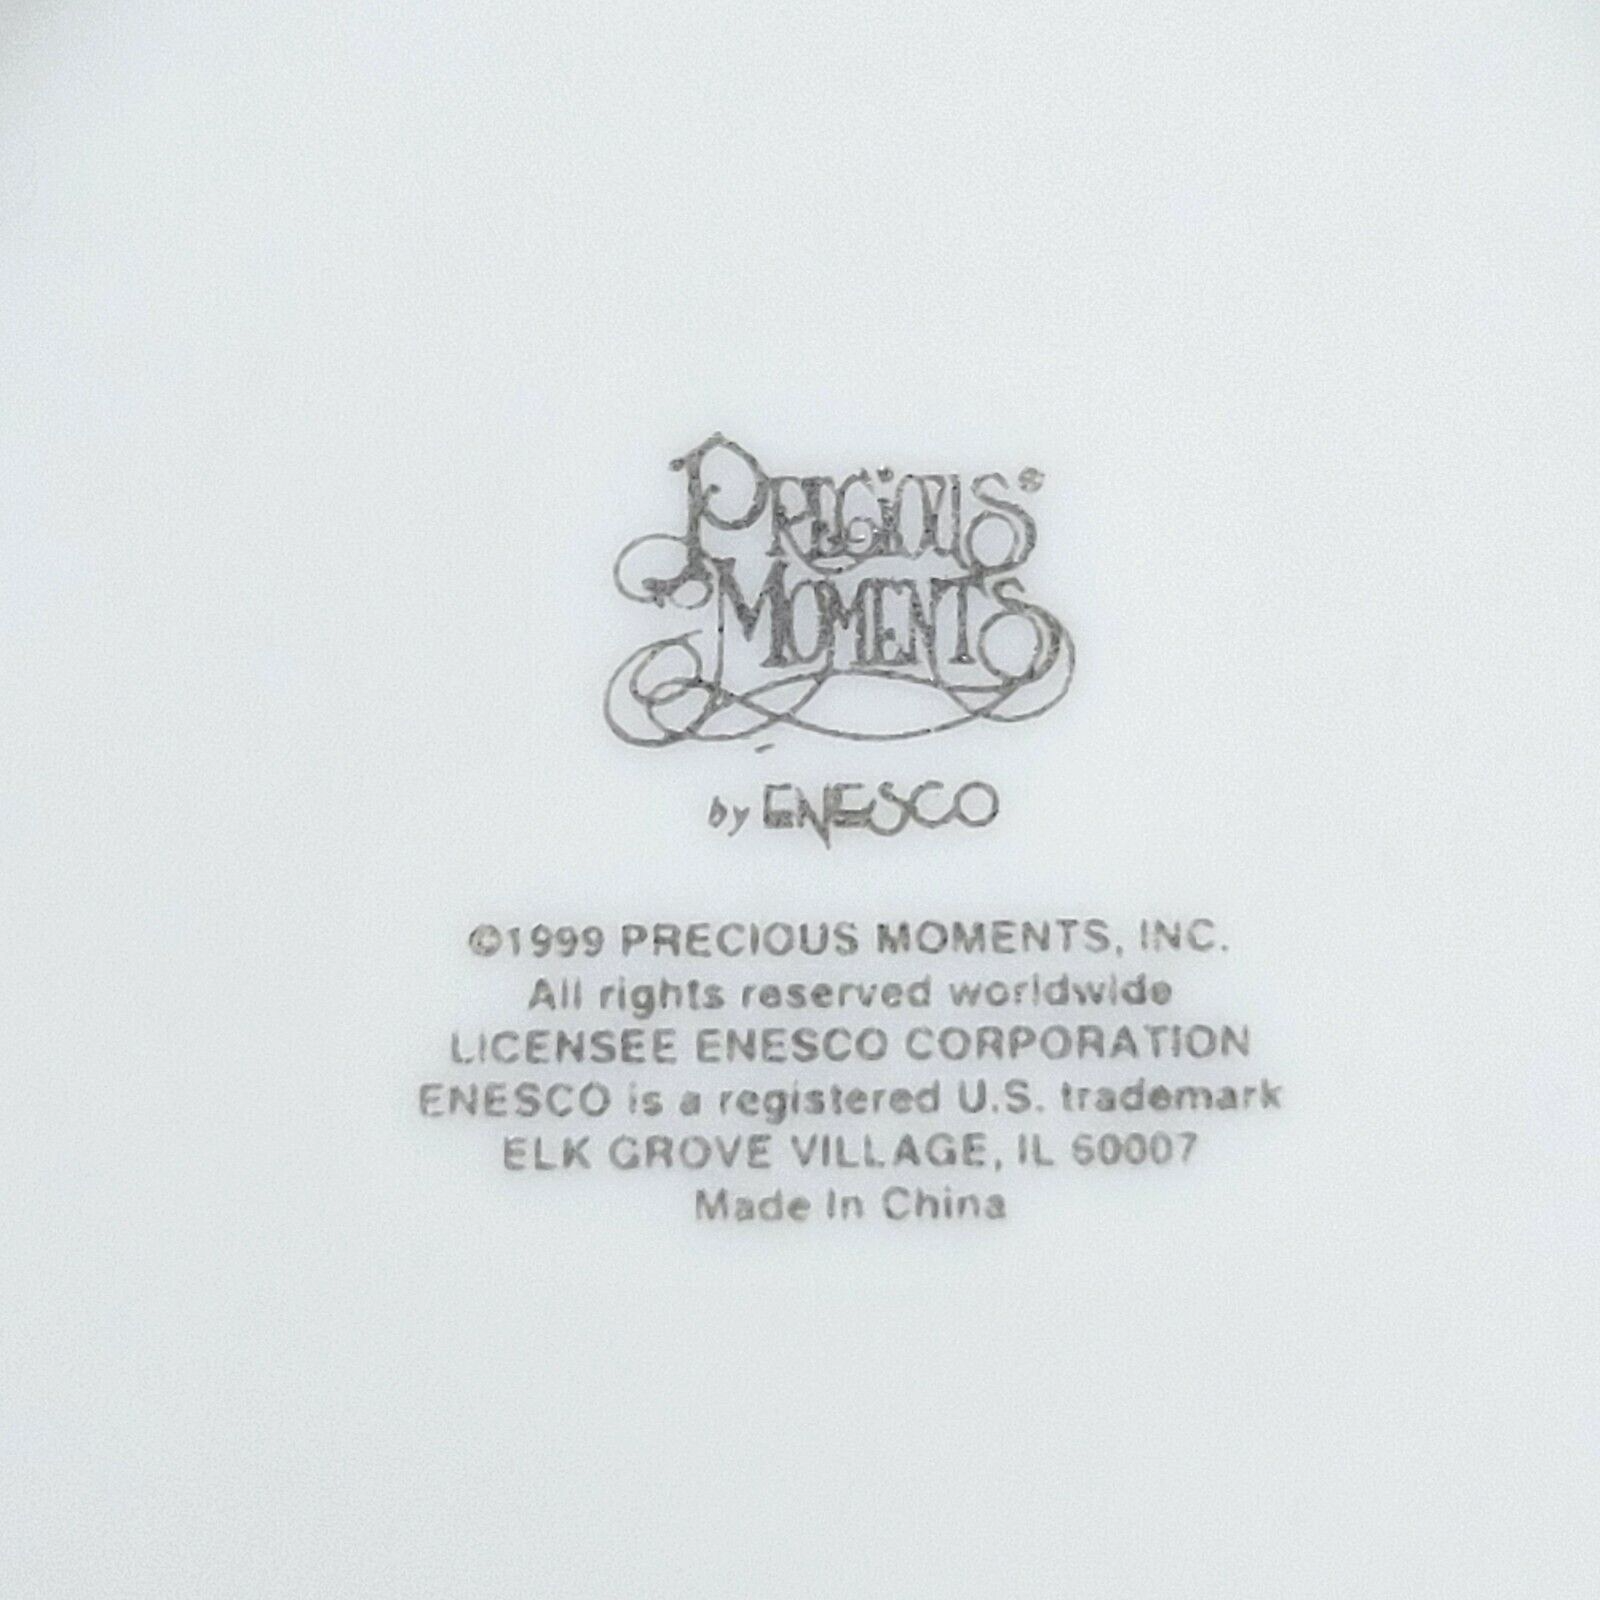 PRECIOUS®
MOMENTS
by ENESCO
©1999 PRECIOUS MOMENTS, INC.
All rights reserved worldwide
LICENSEE ENESCO CORPORATION
ENESCO is a registered U.S. trademark
ELK GROVE VILLAGE, IL 60007
Made In China